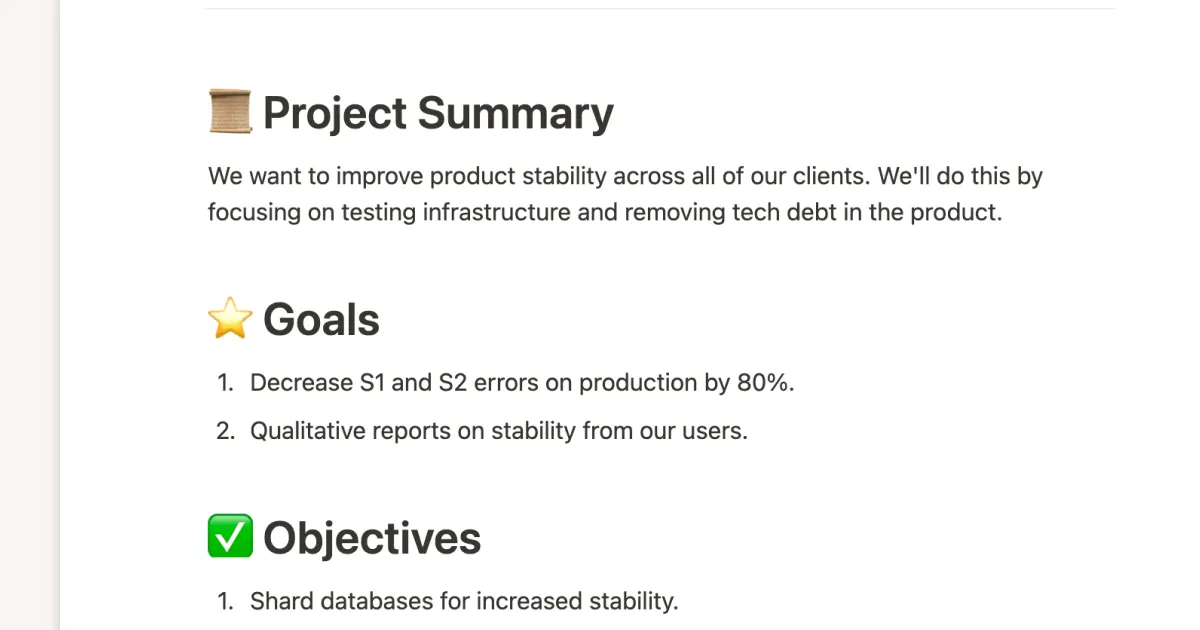 Project Summary
We want to improve product stability across all of our clients. We'll do this by
focusing on testing infrastructure and removing tech debt in the product.
Goals
1. Decrease S1 and S2 errors on production by 80%.
2. Qualitative reports on stability from our users.
Objectives
1. Shard databases for increased stability.